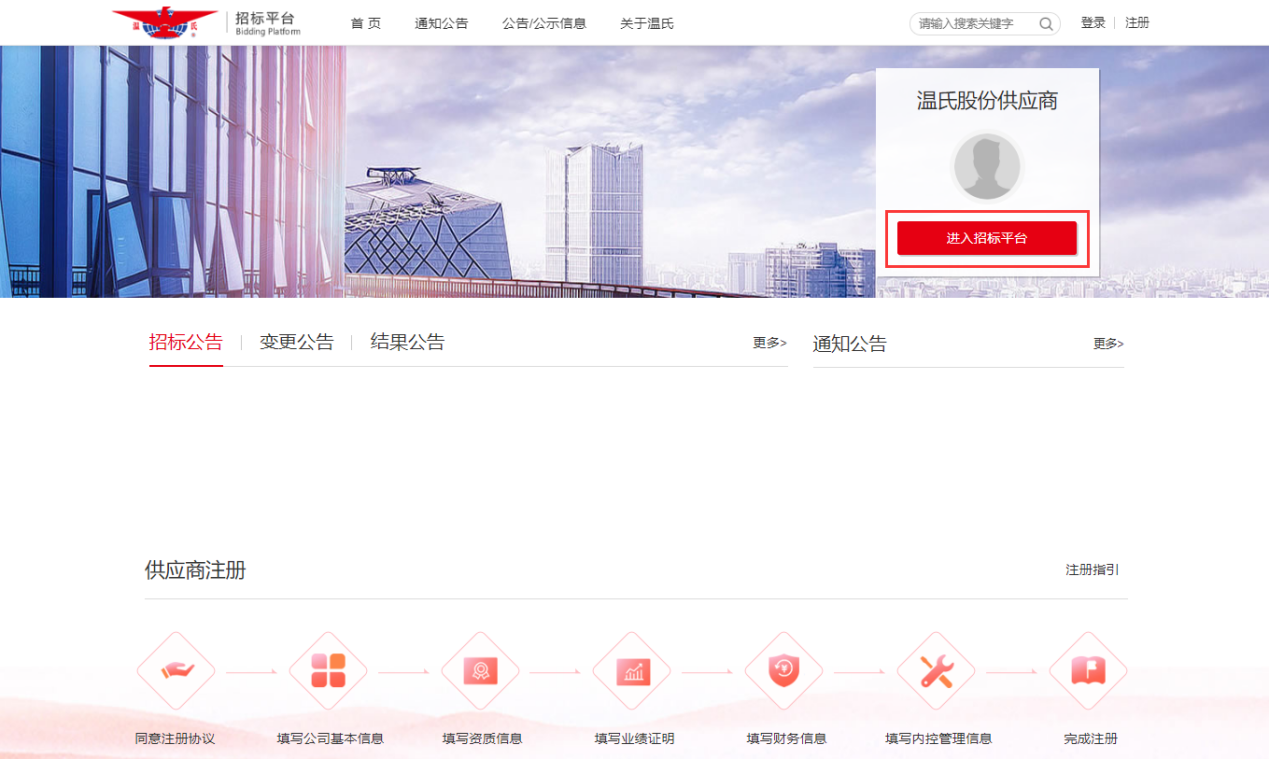 温 氏 ®
招标平台
Bidding Platform
首 页 通知公告 公告/公示信息 关于温氏
请输入搜索关键字
登录 注册
温氏股份供应商
进入招标平台
招标公告 变更公告 结果公告 更多>
通知公告 更多>
供应商注册 注册指引
同意注册协议 填写公司基本信息 填写资质信息 填写业绩证明 填写财务信息 填写内控管理信息 完成注册